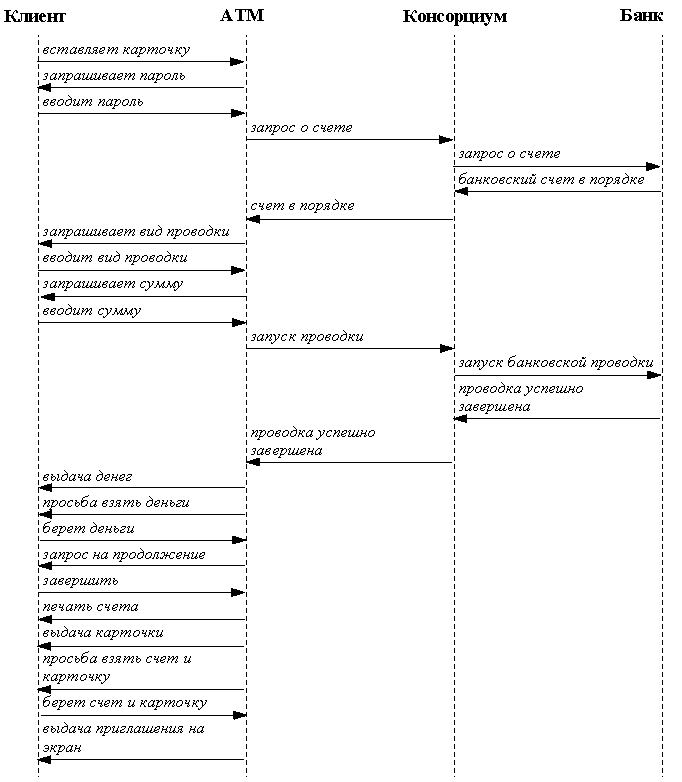 Клиент АТМ Консорциум Банк
вставляет карточку
запрашивает пароль
вводит пароль
запрос о счете
запрос о счете
банковский счет в порядке
счет в порядке
запрашивает вид проводки
вводит вид проводки
запрашивает сумму
вводит сумму
запуск проводки
запуск банковской проводки
проводка успешно
завершена
проводка успешно
завершена
выдача денег
просьба взять деньги
берет деньги
запрос на продолжение
завершить
печать счета
выдача карточки
просьба взять счет и
карточку
берет счет и карточку
выдача приглашения на
экран